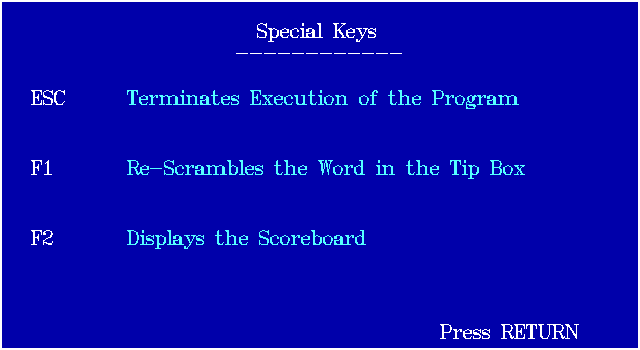 Special Keys
------------
ESC Terminates Execution of the Program
F1 Re-Scrambles the Word in the Tip Box
F2 Displays the Scoreboard
Press RETURN